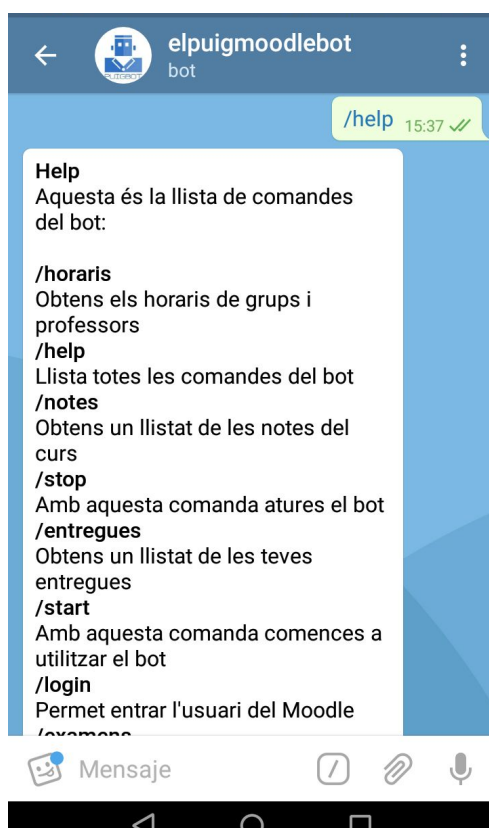 elpuigmoodlebot
bot
PUIGBOT
/help 15:37
Help
Aquesta és la llista de comandes
del bot:
/horaris
Obtens els horaris de grups i
professors
/help
Llista totes les comandes del bot
/notes
Obtens un llistat de les notes del
curs
/stop
Amb aquesta comanda atures el bot
/entregues
Obtens un llistat de les teves
entregues
/start
Amb aquesta comanda comences a
utilitzar el bot
/login
Permet entrar l'usuari del Moodle
/examens
Mensaje